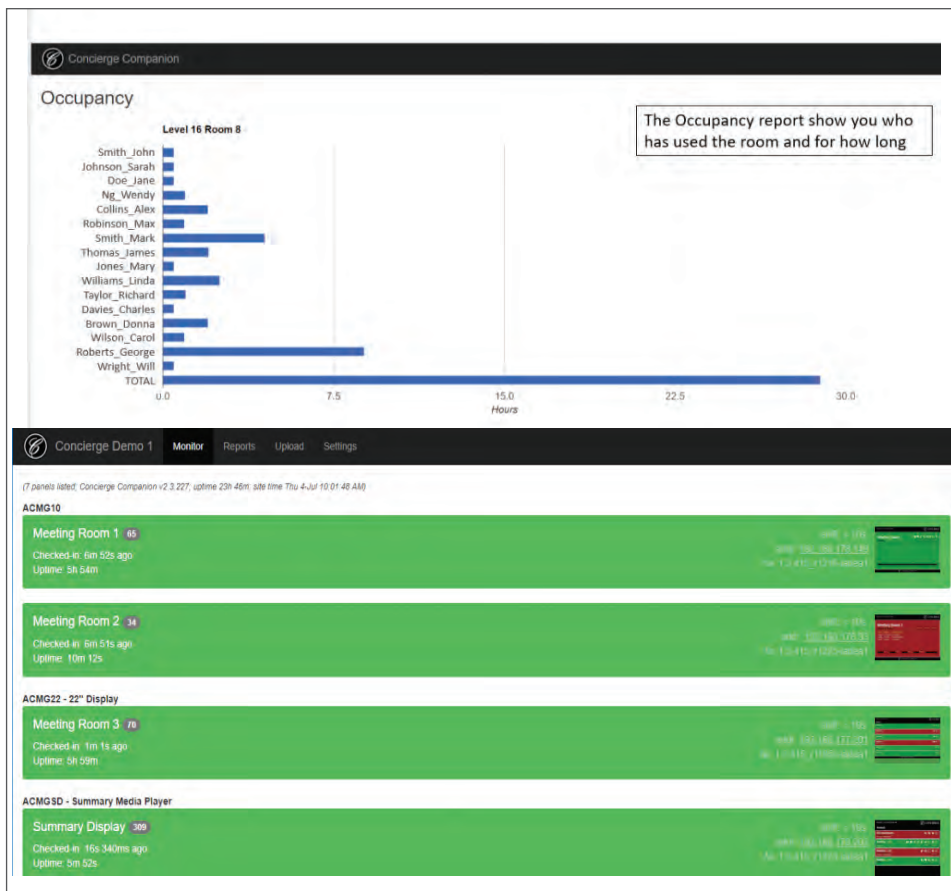 Concierge Companion
Occupancy
The Occupancy report show you who
has used the room and for how long
Level 16 Room 8
Smith_John
Johnson_Sarah
Doe_Jane
Ng_Wendy
Collins_Alex
Robinson_Max
Smith_Mark
Thomas_James
Jones_Mary
Williams_Linda
Taylor_Richard
Davies_Charles
Brown_Donna
Wilson_Carol
Roberts_George
Wright_Will
TOTAL
0.0 7.5 15.0 22.5 30.0
Hours
Concierge Demo 1 Monitor Reports Upload Settings
(7 panels listed; Concierge Companion v2.3.227; uptime 23h 46m; site time Thu 4-Jul 10:01:46 AM)
ACMG10
Meeting Room 1 65
Checked-in: 6m 52s ago
Uptime: 5h 54m
Meeting Room 2 34
Checked-in: 6m 51s ago
Uptime: 10m 12s
ACMG22 - 22" Display
Meeting Room 3 70
Checked-in: 1m 1s ago
Uptime: 5h 59m
ACMGSD - Summary Media Player
Summary Display 309
Checked-in: 16s 340ms ago
Uptime: 5m 52s